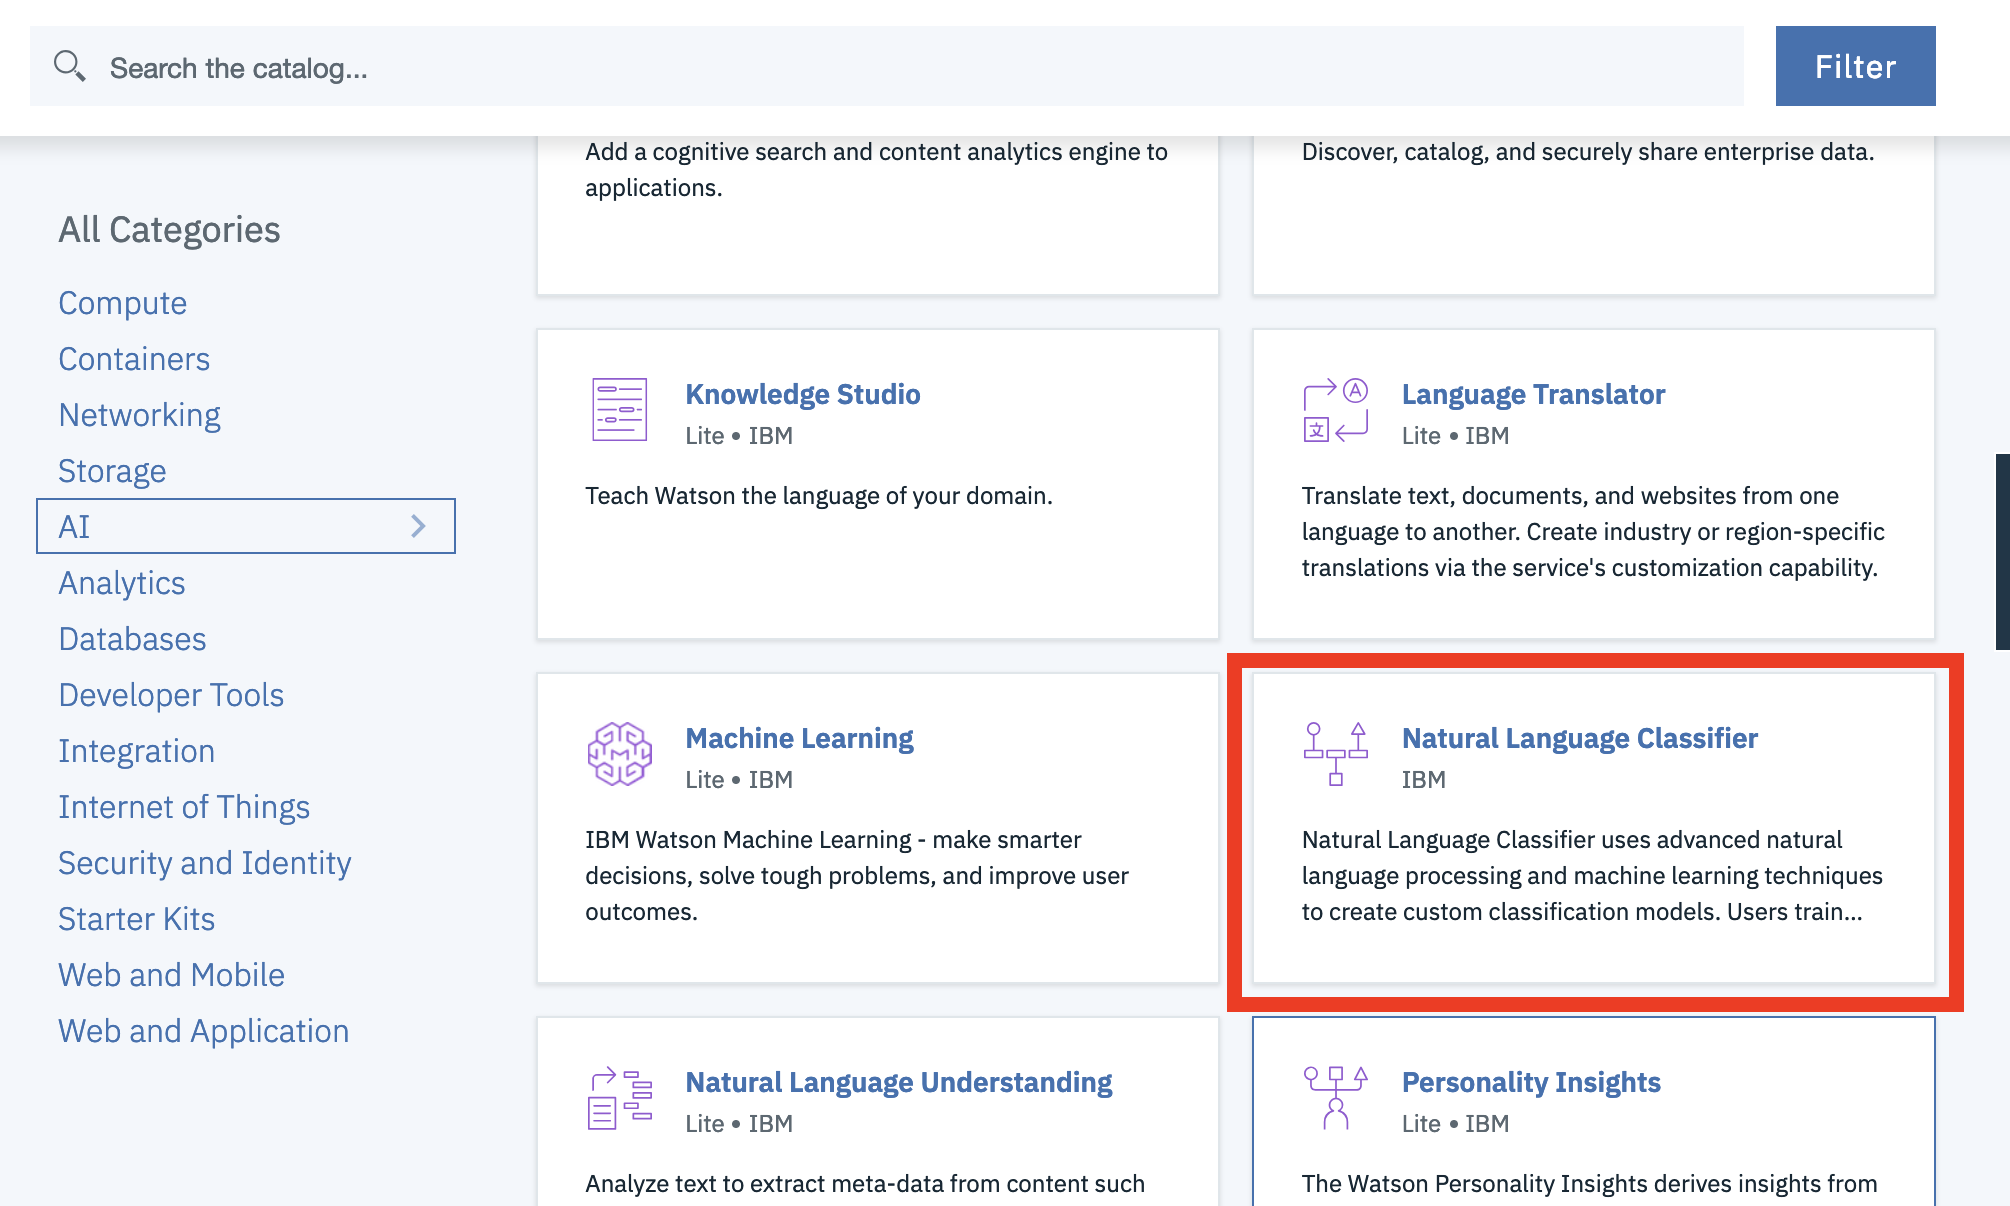 Search the catalog...
Filter
All Categories
Compute
Containers
Networking
Storage
AI
Analytics
Databases
Developer Tools
Integration
Internet of Things
Security and Identity
Starter Kits
Web and Mobile
Web and Application
Add a cognitive search and content analytics engine to
applications.
Discover, catalog, and securely share enterprise data.
Knowledge Studio
Lite • IBM
Teach Watson the language of your domain.
A
文
Language Translator
Lite • IBM
Translate text, documents, and websites from one
language to another. Create industry or region-specific
translations via the service's customization capability.
M
Machine Learning
Lite • IBM
IBM Watson Machine Learning - make smarter
decisions, solve tough problems, and improve user
outcomes.
Natural Language Classifier
IBM
Natural Language Classifier uses advanced natural
language processing and machine learning techniques
to create custom classification models. Users train...
Natural Language Understanding
Lite • IBM
Analyze text to extract meta-data from content such
Personality Insights
Lite • IBM
The Watson Personality Insights derives insights from